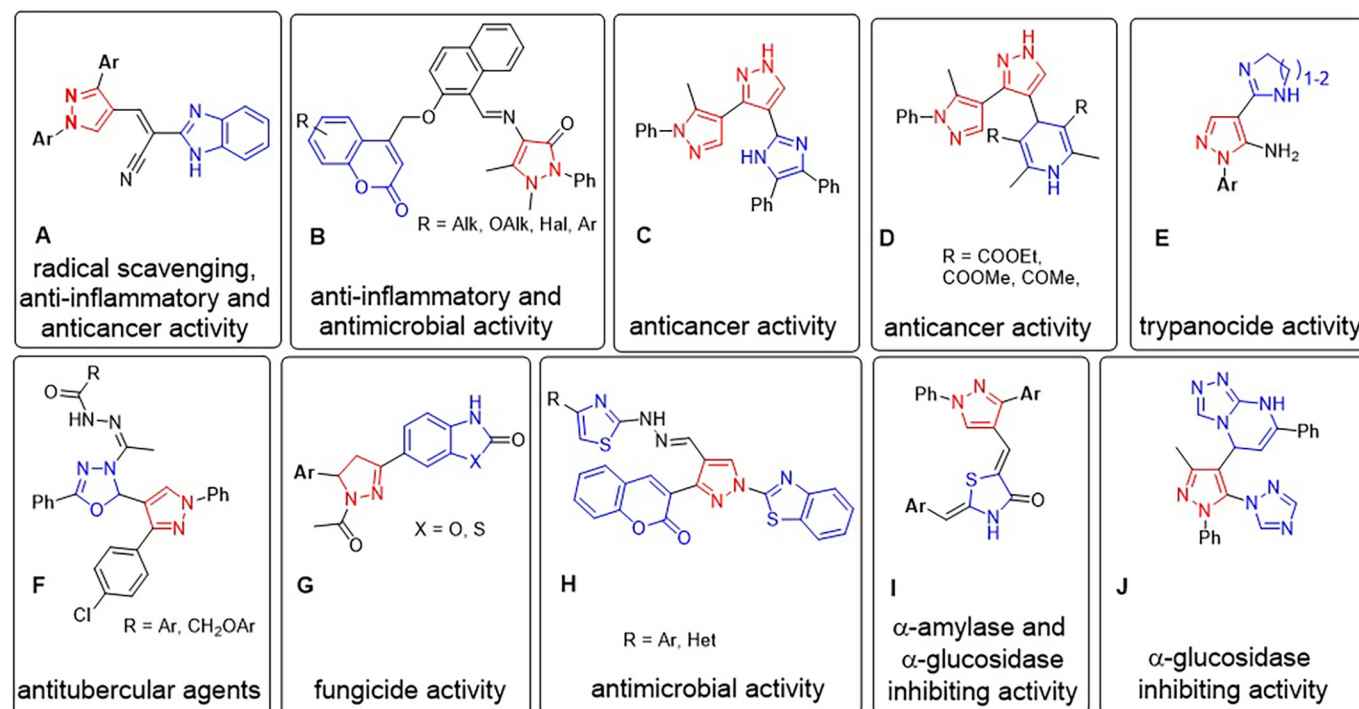 Ar
N
N
Ar
N
N
N
H
A
radical scavenging,
anti-inflammatory and
anticancer activity
R
O
O
O
N
O
N
N
Ph
R = Alk, OAlk, Hal, Ar
B
anti-inflammatory and
antimicrobial activity
H
N
N
Ph
N
N
HN
N
Ph
Ph
C
anticancer activity
H
N
N
Ph
N
N
R
R
N
H
D
R = COOEt,
COOMe, COMe,
anticancer activity
N
NH
1-2
N
N
NH2
Ar
E
trypanocide activity
R
O
HN
N
N
N
Ph
O
N
Ph
N
Cl
F
R = Ar, CH2OAr
antitubercular agents
H
N
O
X
Ar
N
N
O
X = O, S
G
fungicide activity
R
N
S
NH
N
O
O
N
N
N
S
H
R = Ar, Het
antimicrobial activity
Ph
N
N
Ar
S
O
Ar
N
H
I
α-amylase and
α-glucosidase
inhibiting activity
N
N
NH
N
Ph
N
N
Ph
N
N
N
J
α-glucosidase
inhibiting activity